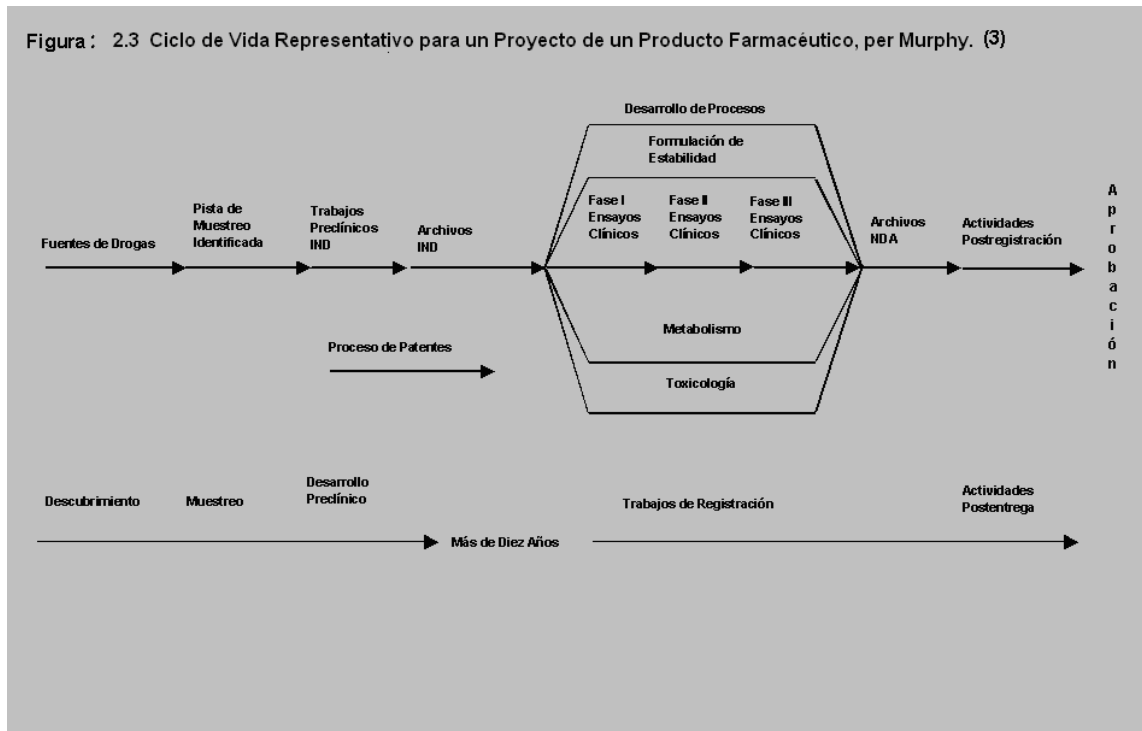 Figura : 2.3 Ciclo de Vida Representativo para un Proyecto de un Producto Farmacéutico, per Murphy. (3)
Desarrollo de Procesos
Formulación de
Estabilidad
Fuentes de Drogas
Pista de
Muestreo
Identificada
Trabajos
Preclínicos
IND
Archivos
IND
Fase I
Ensayos
Clínicos
Fase II
Ensayos
Clínicos
Fase III
Ensayos
Clínicos
Archivos
NDA
Actividades
Postregistración
Aprobación
Metabolismo
Proceso de Patentes
Toxicología
Descubrimiento
Muestreo
Desarrollo
Preclínico
Trabajos de Registración
Actividades
Postentrega
Más de Diez Años